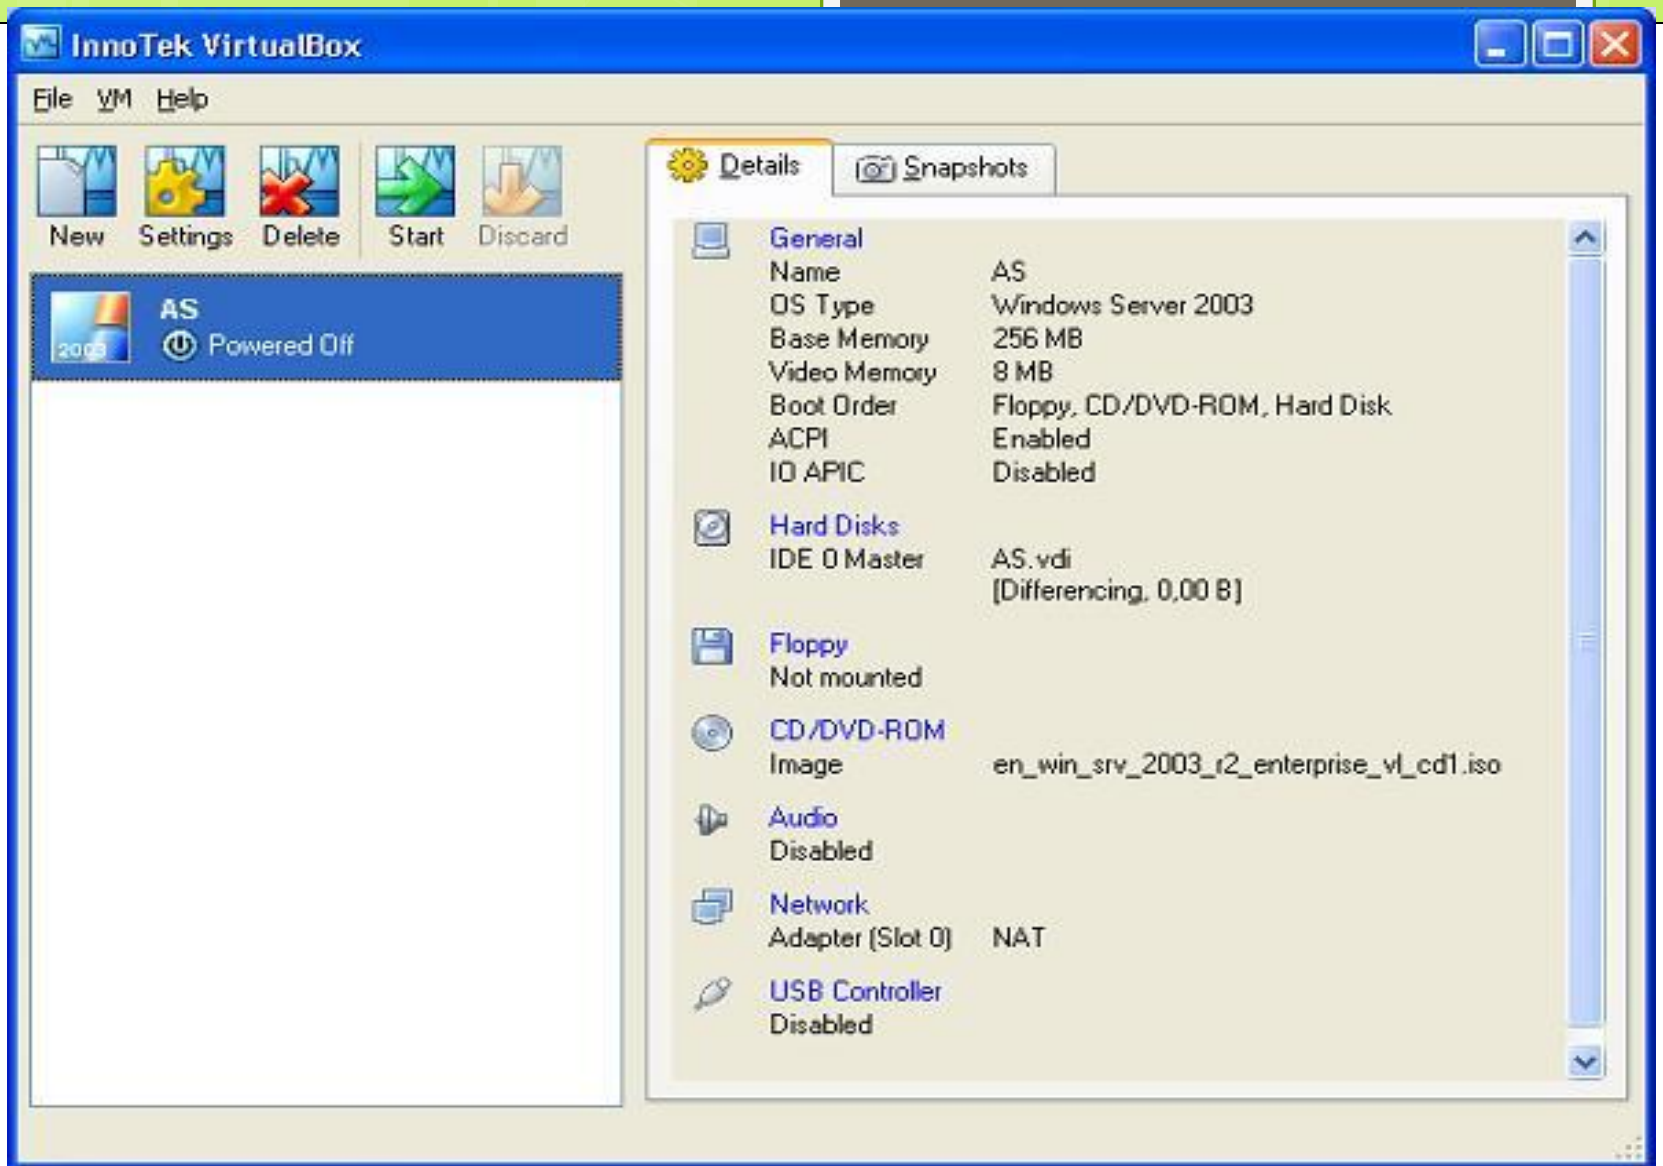 InnoTek VirtualBox
File VM Help
New Settings Delete Start Discard
Details Snapshots
AS
2003
Powered Off
General
Name AS
OS Type Windows Server 2003
Base Memory 256 MB
Video Memory 8 MB
Boot Order Floppy, CD/DVD-ROM, Hard Disk
ACPI Enabled
IO APIC Disabled
Hard Disks
IDE 0 Master AS.vdi
[Differencing, 0,00 B]
Floppy
Not mounted
CD/DVD-ROM
Image en_win_srv_2003_r2_enterprise_vl_cd1.iso
Audio
Disabled
Network
Adapter (Slot 0) NAT
USB Controller
Disabled